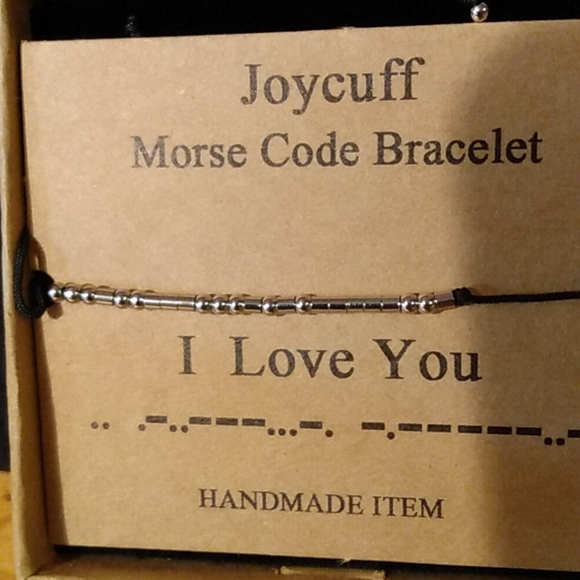 Joycuff
Morse Code Bracelet
I Love You
.. .-..---...-. -.-----..-
HANDMADE ITEM